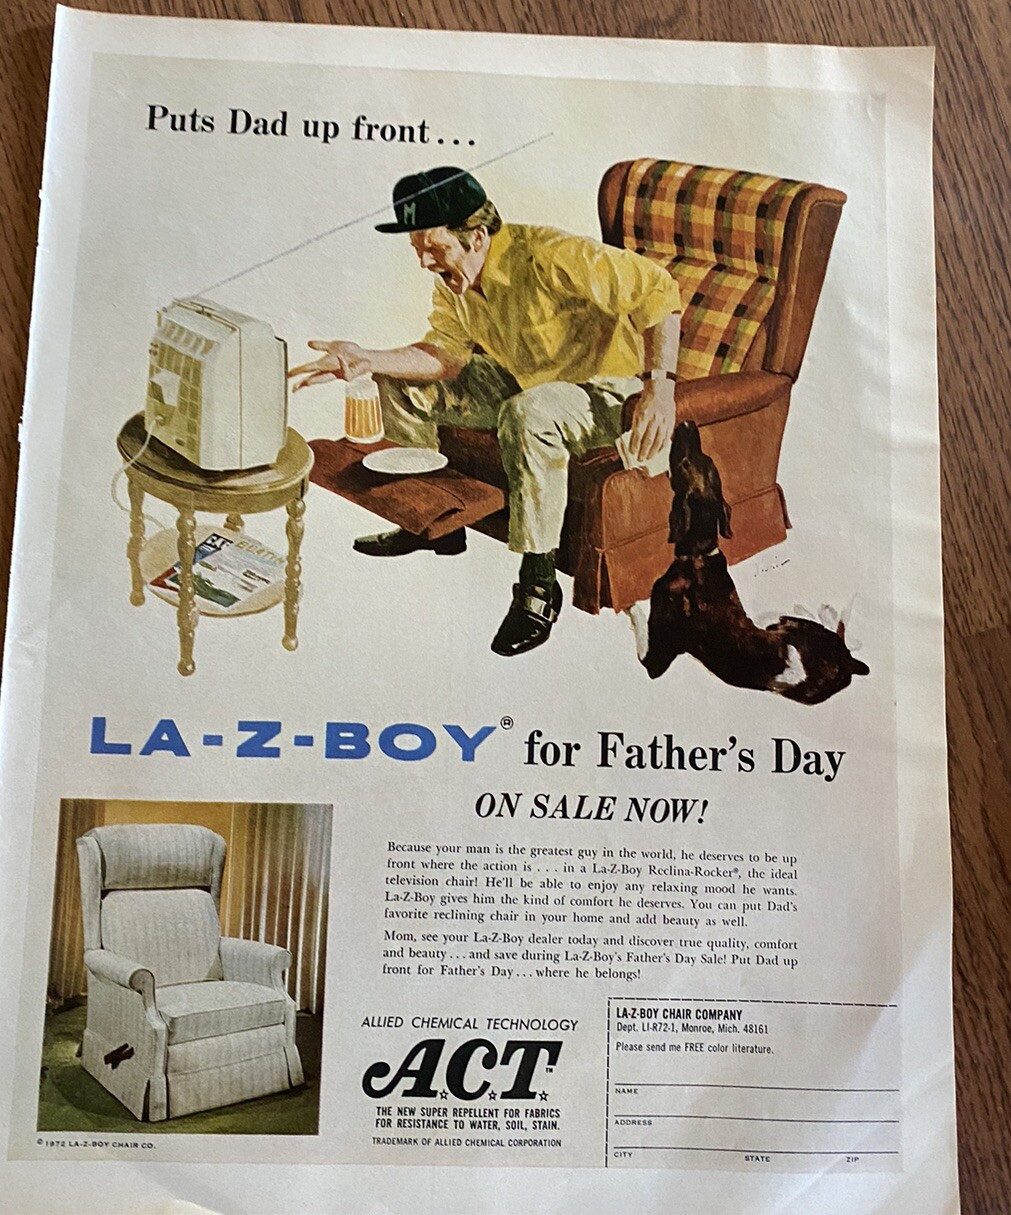 Puts Dad up front...
M
LA-Z-BOY® for Father's Day
ON SALE NOW!
Because your man is the greatest guy in the world, he deserves to be up
front where the action is . . . in a La-Z-Boy Reclina-Rocker®, the ideal
television chair! He'll be able to enjoy any relaxing mood he wants.
La-Z-Boy gives him the kind of comfort he deserves. You can put Dad's
favorite reclining chair in your home and add beauty as well.
Mom, see your La-Z-Boy dealer today and discover true quality, comfort
and beauty . . . and save during La-Z-Boy's Father's Day Sale! Put Dad up
front for Father's Day . . . where he belongs!
© 1972 LA-Z-BOY CHAIR CO.
ALLIED CHEMICAL TECHNOLOGY
A.C.T.™
THE NEW SUPER REPELLENT FOR FABRICS
FOR RESISTANCE TO WATER, SOIL, STAIN.
TRADEMARK OF ALLIED CHEMICAL CORPORATION
LA-Z-BOY CHAIR COMPANY
Dept. LI-R72-1, Monroe, Mich. 48161
Please send me FREE color literature.
NAME
ADDRESS
CITY STATE ZIP